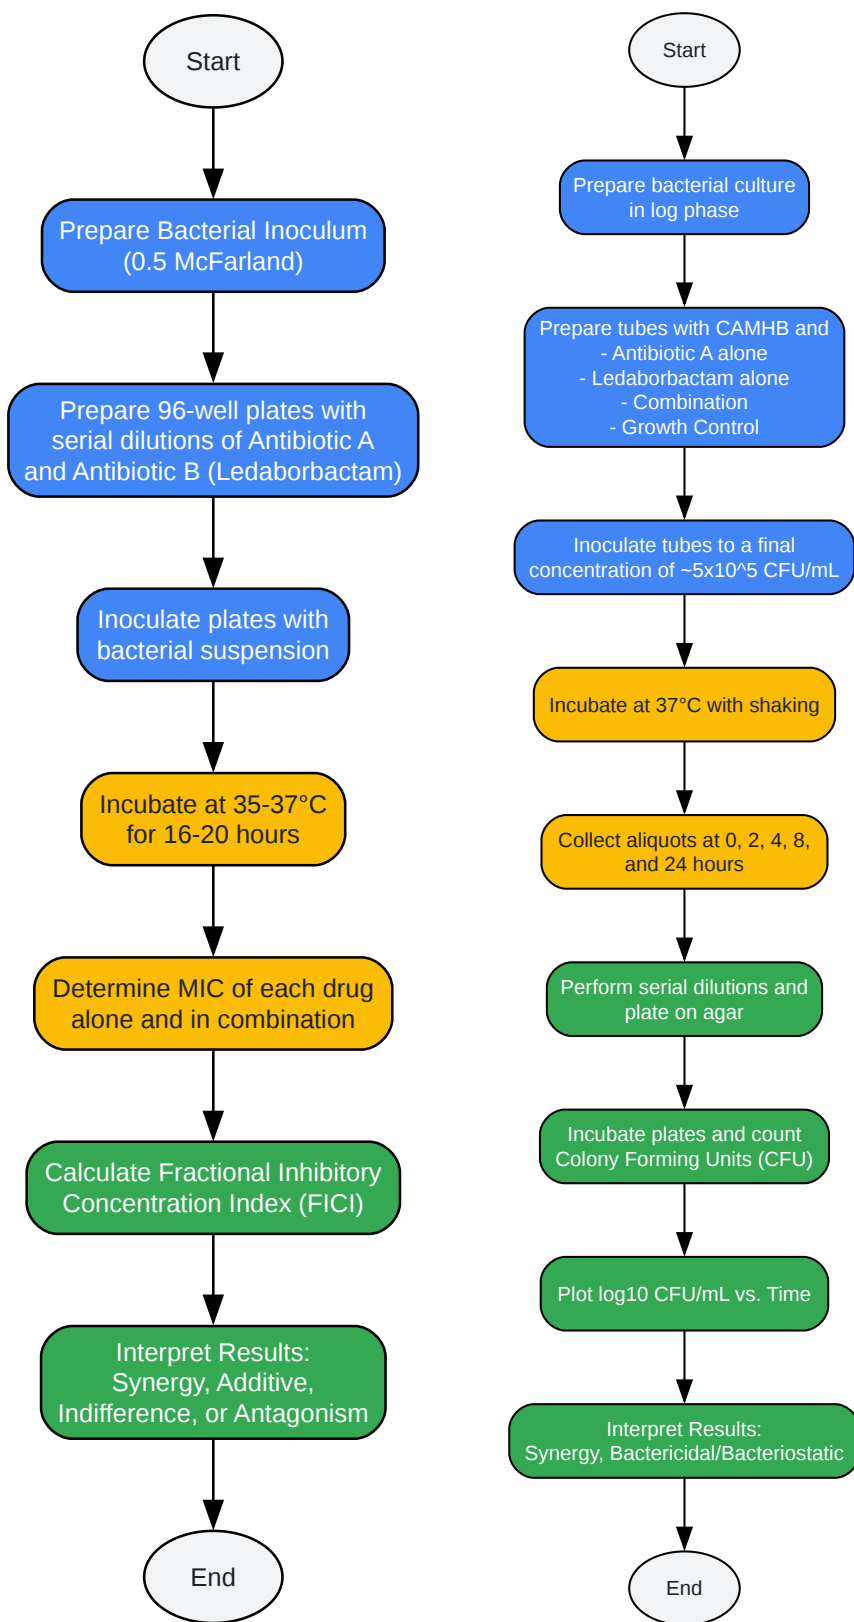 Start
Prepare Bacterial Inoculum
(0.5 McFarland)
Prepare 96-well plates with
serial dilutions of Antibiotic A
and Antibiotic B (Ledaborbactam)
Inoculate plates with
bacterial suspension
Incubate at 35-37°C
for 16-20 hours
Determine MIC of each drug
alone and in combination
Calculate Fractional Inhibitory
Concentration Index (FICI)
Interpret Results:
Synergy, Additive,
Indifference, or Antagonism
End
Start
Prepare bacterial culture
in log phase
Prepare tubes with CAMHB and
- Antibiotic A alone
- Ledaborbactam alone
- Combination
- Growth Control
Inoculate tubes to a final
concentration of ~5x10^5 CFU/mL
Incubate at 37°C with shaking
Collect aliquots at 0, 2, 4, 8,
and 24 hours
Perform serial dilutions and
plate on agar
Incubate plates and count
Colony Forming Units (CFU)
Plot log10 CFU/mL vs. Time
Interpret Results:
Synergy, Bactericidal/Bacteriostatic
End